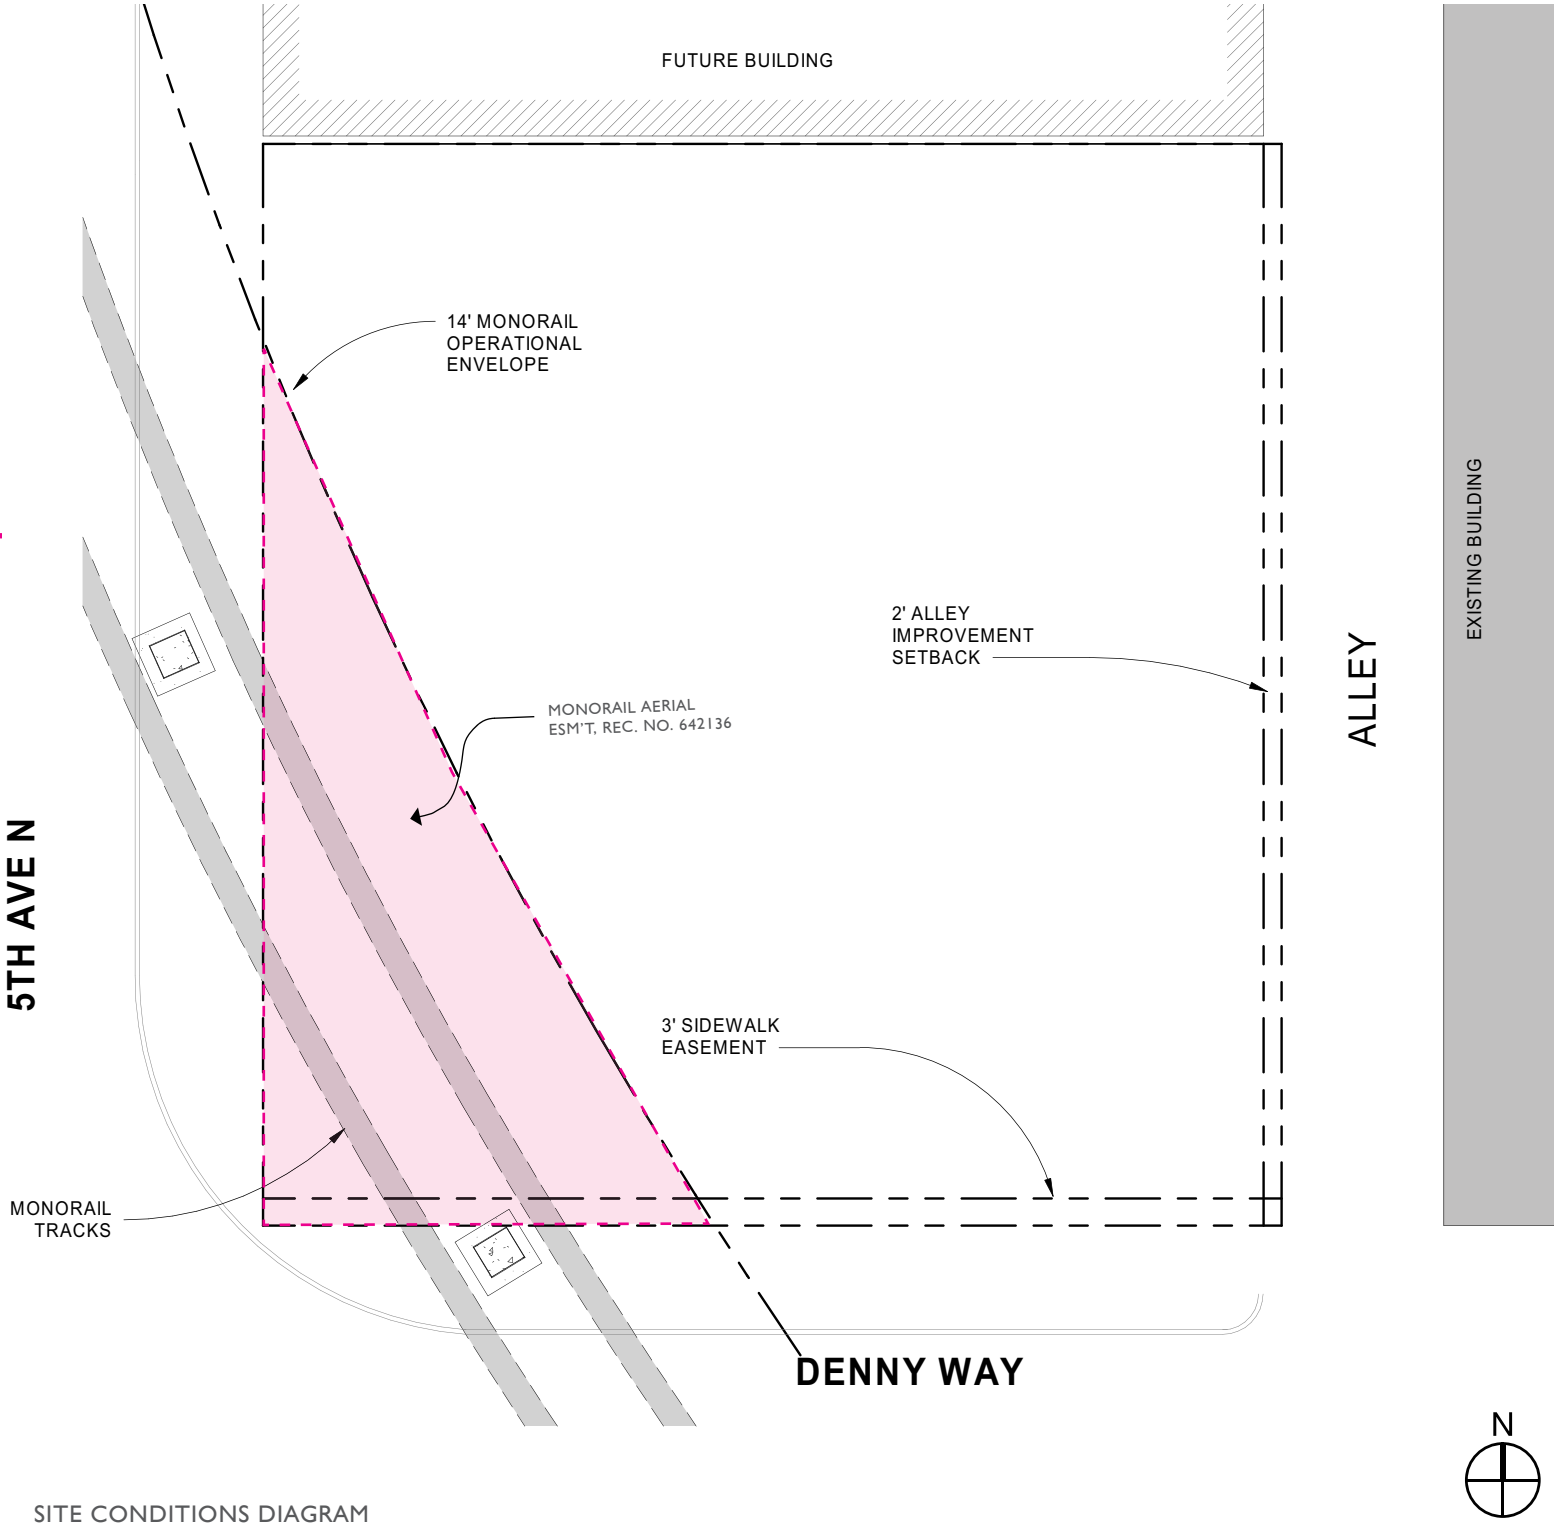 FUTURE BUILDING
14' MONORAIL
OPERATIONAL
ENVELOPE
EXISTING BUILDING
2' ALLEY
IMPROVEMENT
SETBACK
ALLEY
MONORAIL AERIAL
ESM'T, REC. NO. 642136
5TH AVE N
3' SIDEWALK
EASEMENT
MONORAIL
TRACKS
DENNY WAY
N
SITE CONDITIONS DIAGRAM